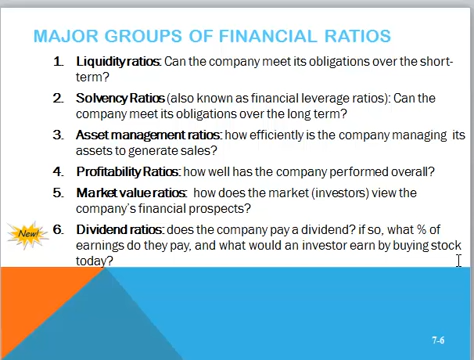 MAJOR GROUPS OF FINANCIAL RATIOS
1. Liquidity ratios: Can the company meet its obligations over the short-
term?
2. Solvency Ratios (also known as financial leverage ratios): Can the
company meet its obligations over the long term?
3. Asset management ratios: how efficiently is the company managing its
assets to generate sales?
4. Profitability Ratios: how well has the company performed overall?
5. Market value ratios: how does the market (investors) view the
company's financial prospects?
New!
6. Dividend ratios: does the company pay a dividend? if so, what % of
earnings do they pay, and what would an investor earn by buying stock
today?
7-6